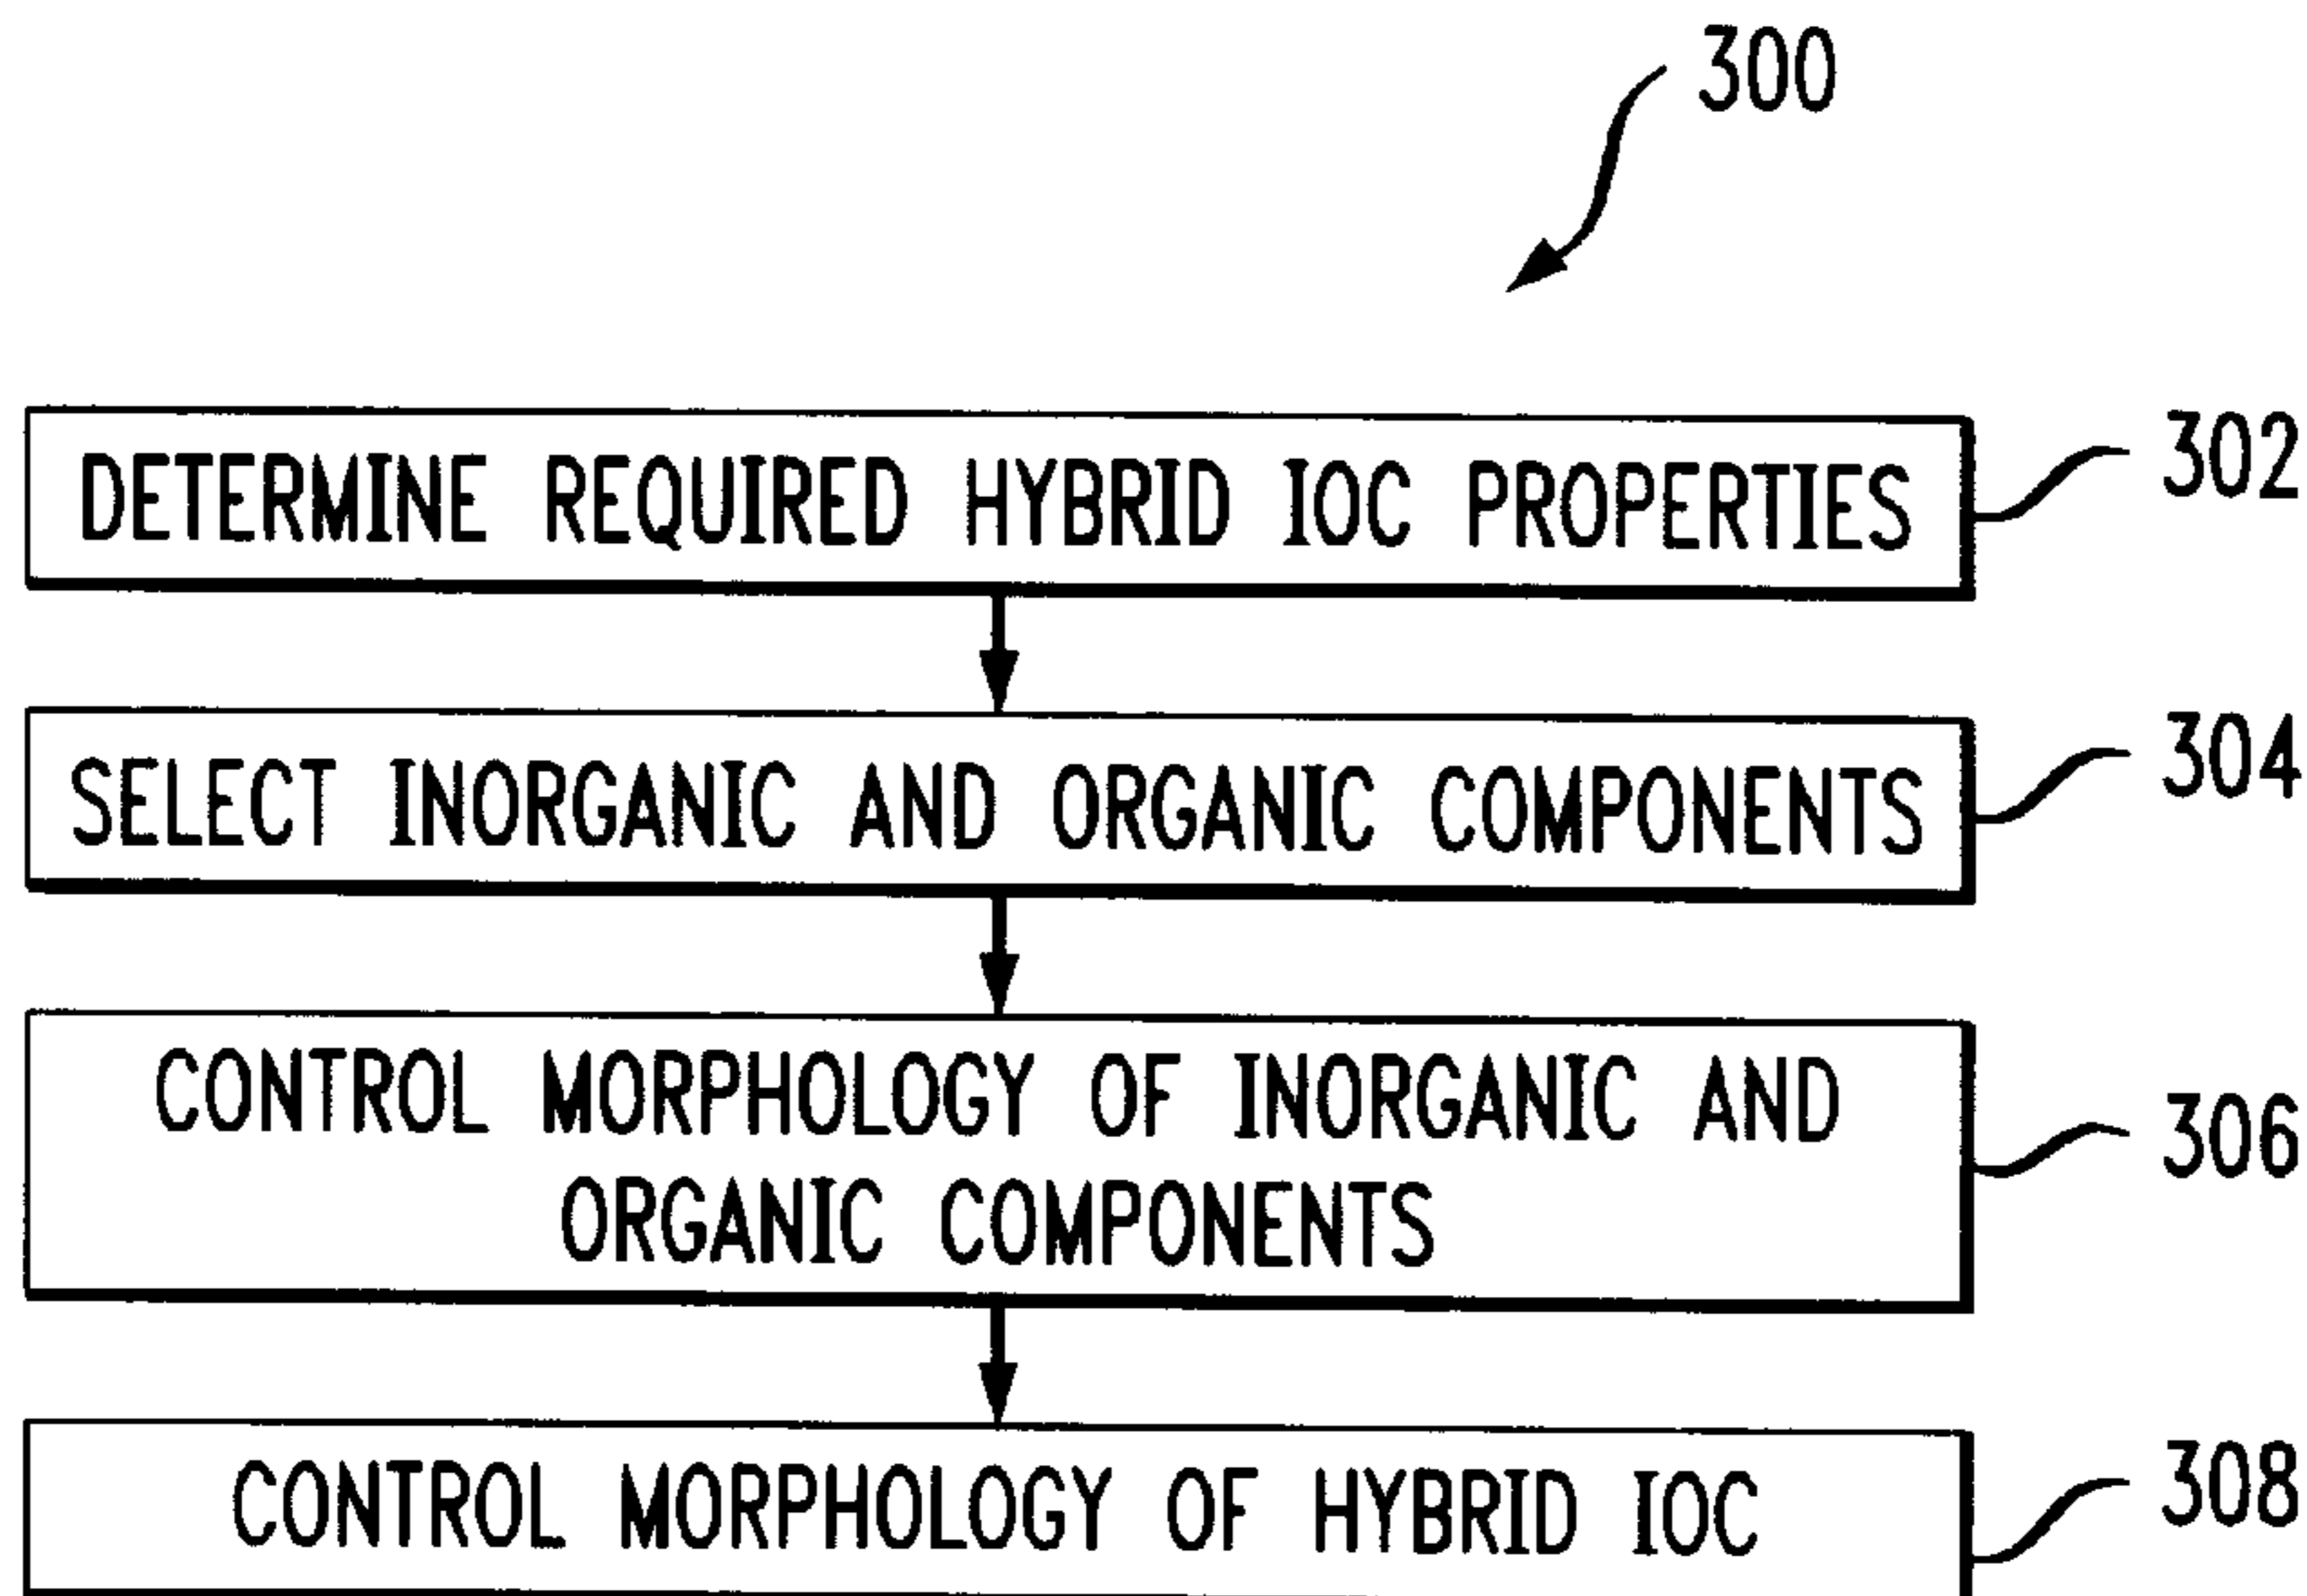 300
DETERMINE REQUIRED HYBRID IOC PROPERTIES
302
SELECT INORGANIC AND ORGANIC COMPONENTS
304
CONTROL MORPHOLOGY OF INORGANIC AND
ORGANIC COMPONENTS
306
CONTROL MORPHOLOGY OF HYBRID IOC
308